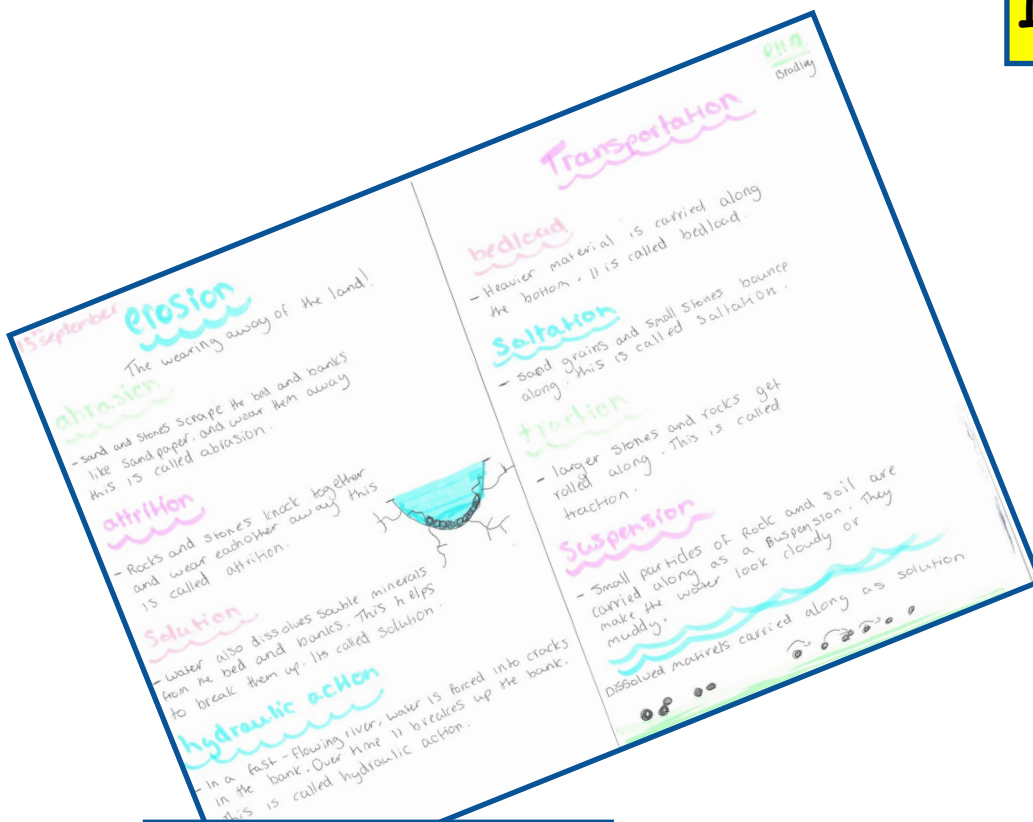 15th September
erosion
The wearing away of the land!
abrasion
- sand and stones scrape the bad and banks
like Sandpaper, and wear them away
this is called abrasion.
attrition
- Rocks and stones knock together
and wear eachother away this
is called attrition.
Solution
- water also dissolves souble minerals
from the bed and banks. This helps
to break them up. Its called solution.
hydraulic action
- In a fast-flowing river, water is forced into cracks
in the bank. Over time it breakes up the bank.
This is called hydraulic action.
Bradley
Transportation
bedload
- Heavier material is carried along
the bottom. It is called bedload.
Saltation
- Sand grains and small stones bounce
along. this is called Saltation.
traction
- larger stones and rocks get
rolled along. This is called
traction.
Suspension
- Small particles of Rock and soil are
carried along as a Buspension. They
make the water look cloudy or
muddy.
Dissolved matirels carried along as solution